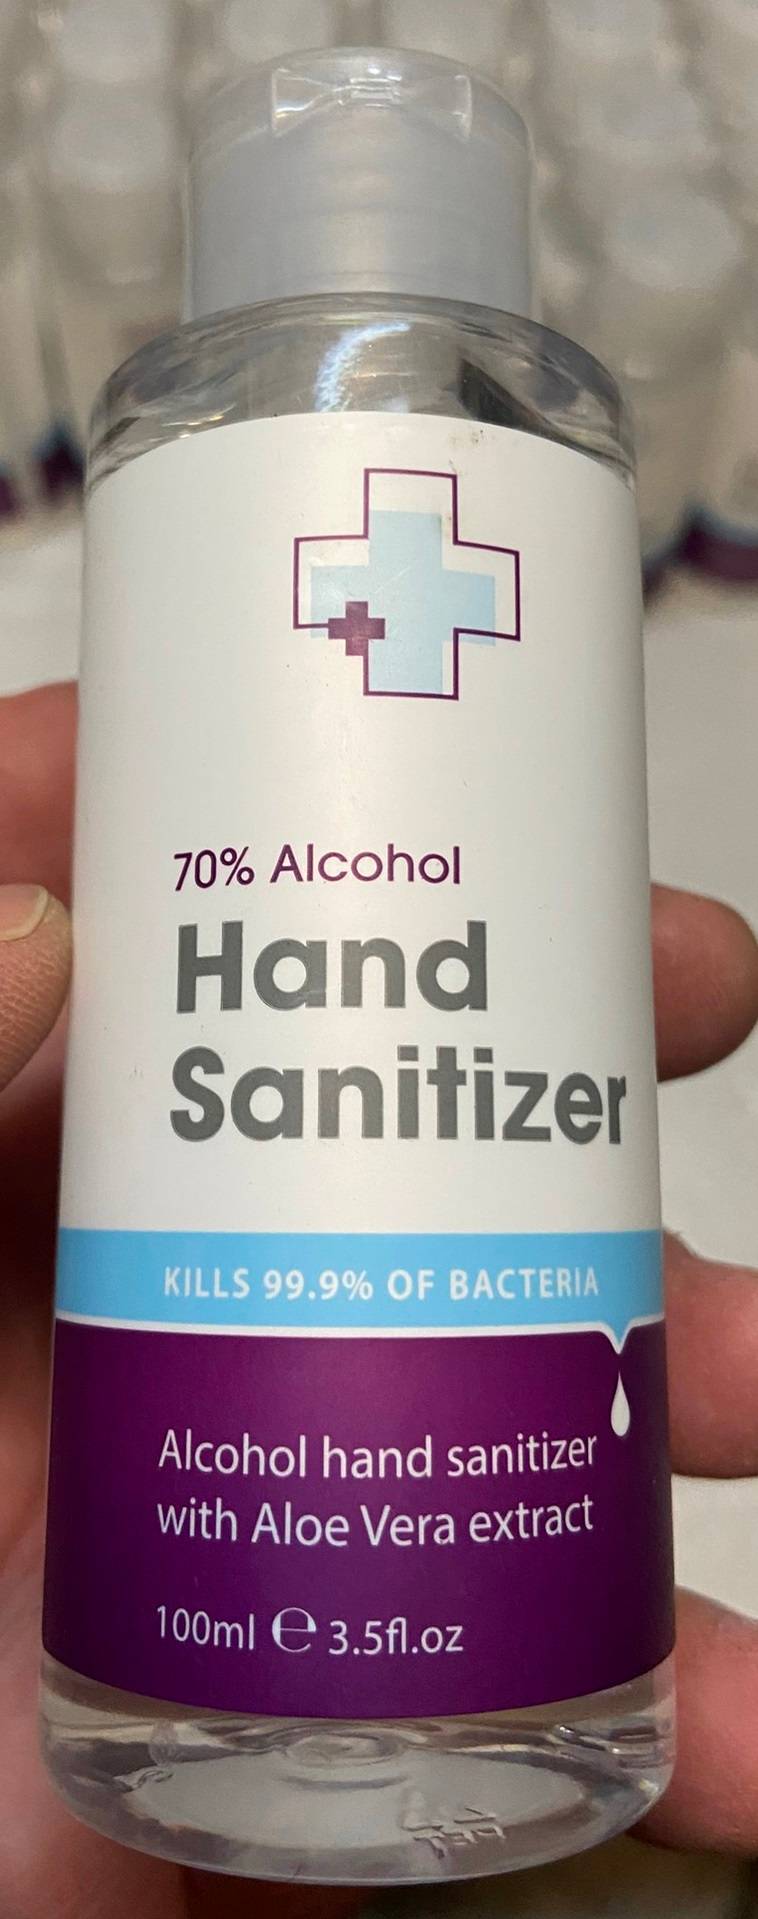 70% Alcohol
Hand
Sanitizer
KILLS 99.9% OF BACTERIA
Alcohol hand sanitizer
with Aloe Vera extract
100ml ℮ 3.5fl.oz